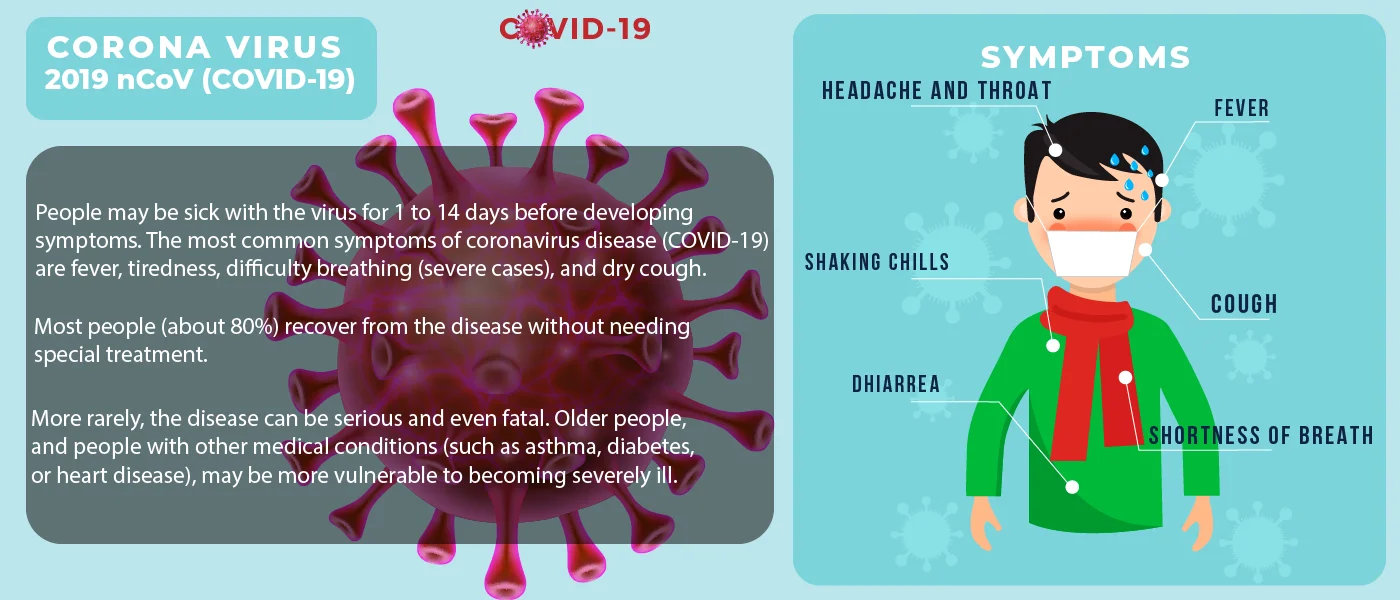 CORONA VIRUS
2019 nCoV (COVID-19)
COVID-19
People may be sick with the virus for 1 to 14 days before developing
symptoms. The most common symptoms of coronavirus disease (COVID-19)
are fever, tiredness, difficulty breathing (severe cases), and dry cough.
Most people (about 80%) recover from the disease without needing
special treatment.
More rarely, the disease can be serious and even fatal. Older people,
and people with other medical conditions (such as asthma, diabetes,
or heart disease), may be more vulnerable to becoming severely ill.
SYMPTOMS
HEADACHE AND THROAT
FEVER
SHAKING CHILLS
COUGH
DHIARREA
SHORTNESS OF BREATH